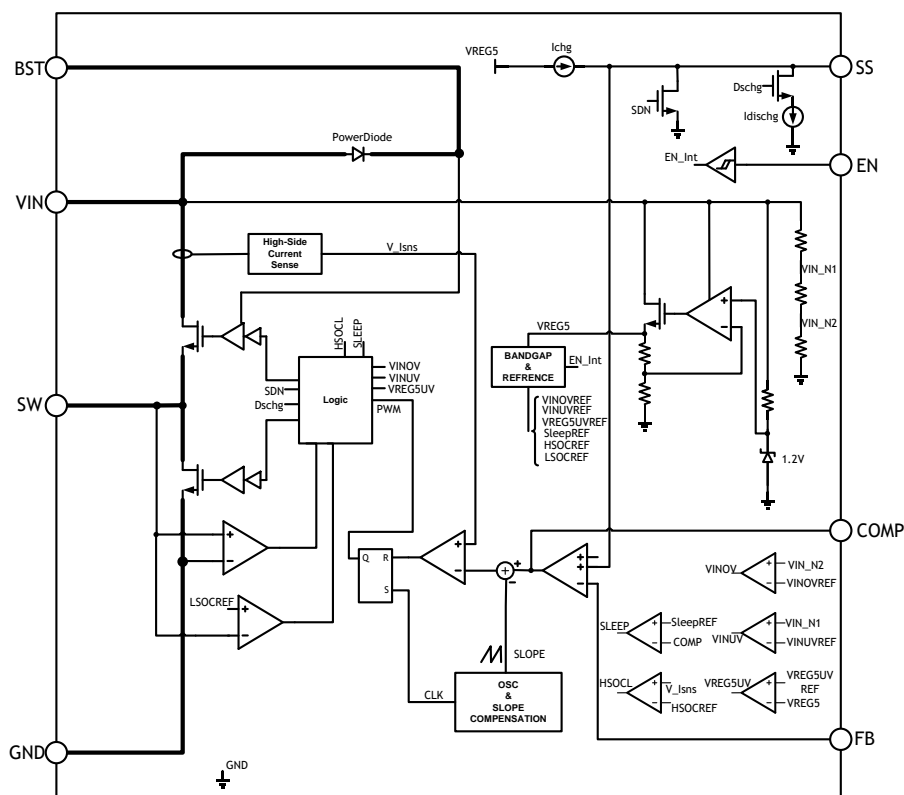 BST
VREG5
Ichg
SS
SDN
Dschg
Idischg
PowerDiode
EN_Int
EN
VIN
High-Side
Current
Sense
V_Isns
VIN_N1
VIN_N2
HSOCL
SLEEP
VREG5
BANDGAP
&
REFRENCE
EN_Int
VINOV
VINUV
VREG5UV
PWM
Logic
SDN
Dschg
SW
VINOVREF
VINUVREF
VREG5UVREF
SleepREF
HSOCREF
LSOCREF
1.2V
+
−
+
−
COMP
Q
R
S
+
−
+
+
−
+
+
−
LSOCREF
+
−
VINOV
+
−
VIN_N2
VINOVREF
SLEEP
+
−
SleepREF
COMP
VINUV
+
−
VIN_N1
VINUVREF
SLOPE
CLK
OSC
&
SLOPE
COMPENSATION
HSOCL
+
−
V_Isns
HSOCREF
VREG5UV
+
−
VREG5UV
REF
VREG5
GND
FB
GND